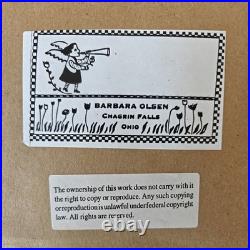 BARBARA OLSEN
CHAGRIN FALLS
OHIO
The ownership of this work does not carry with it
the right to copy or reproduce. Any such copying
or reproduction is unlawful under federal copyright
law. All rights are reserved.